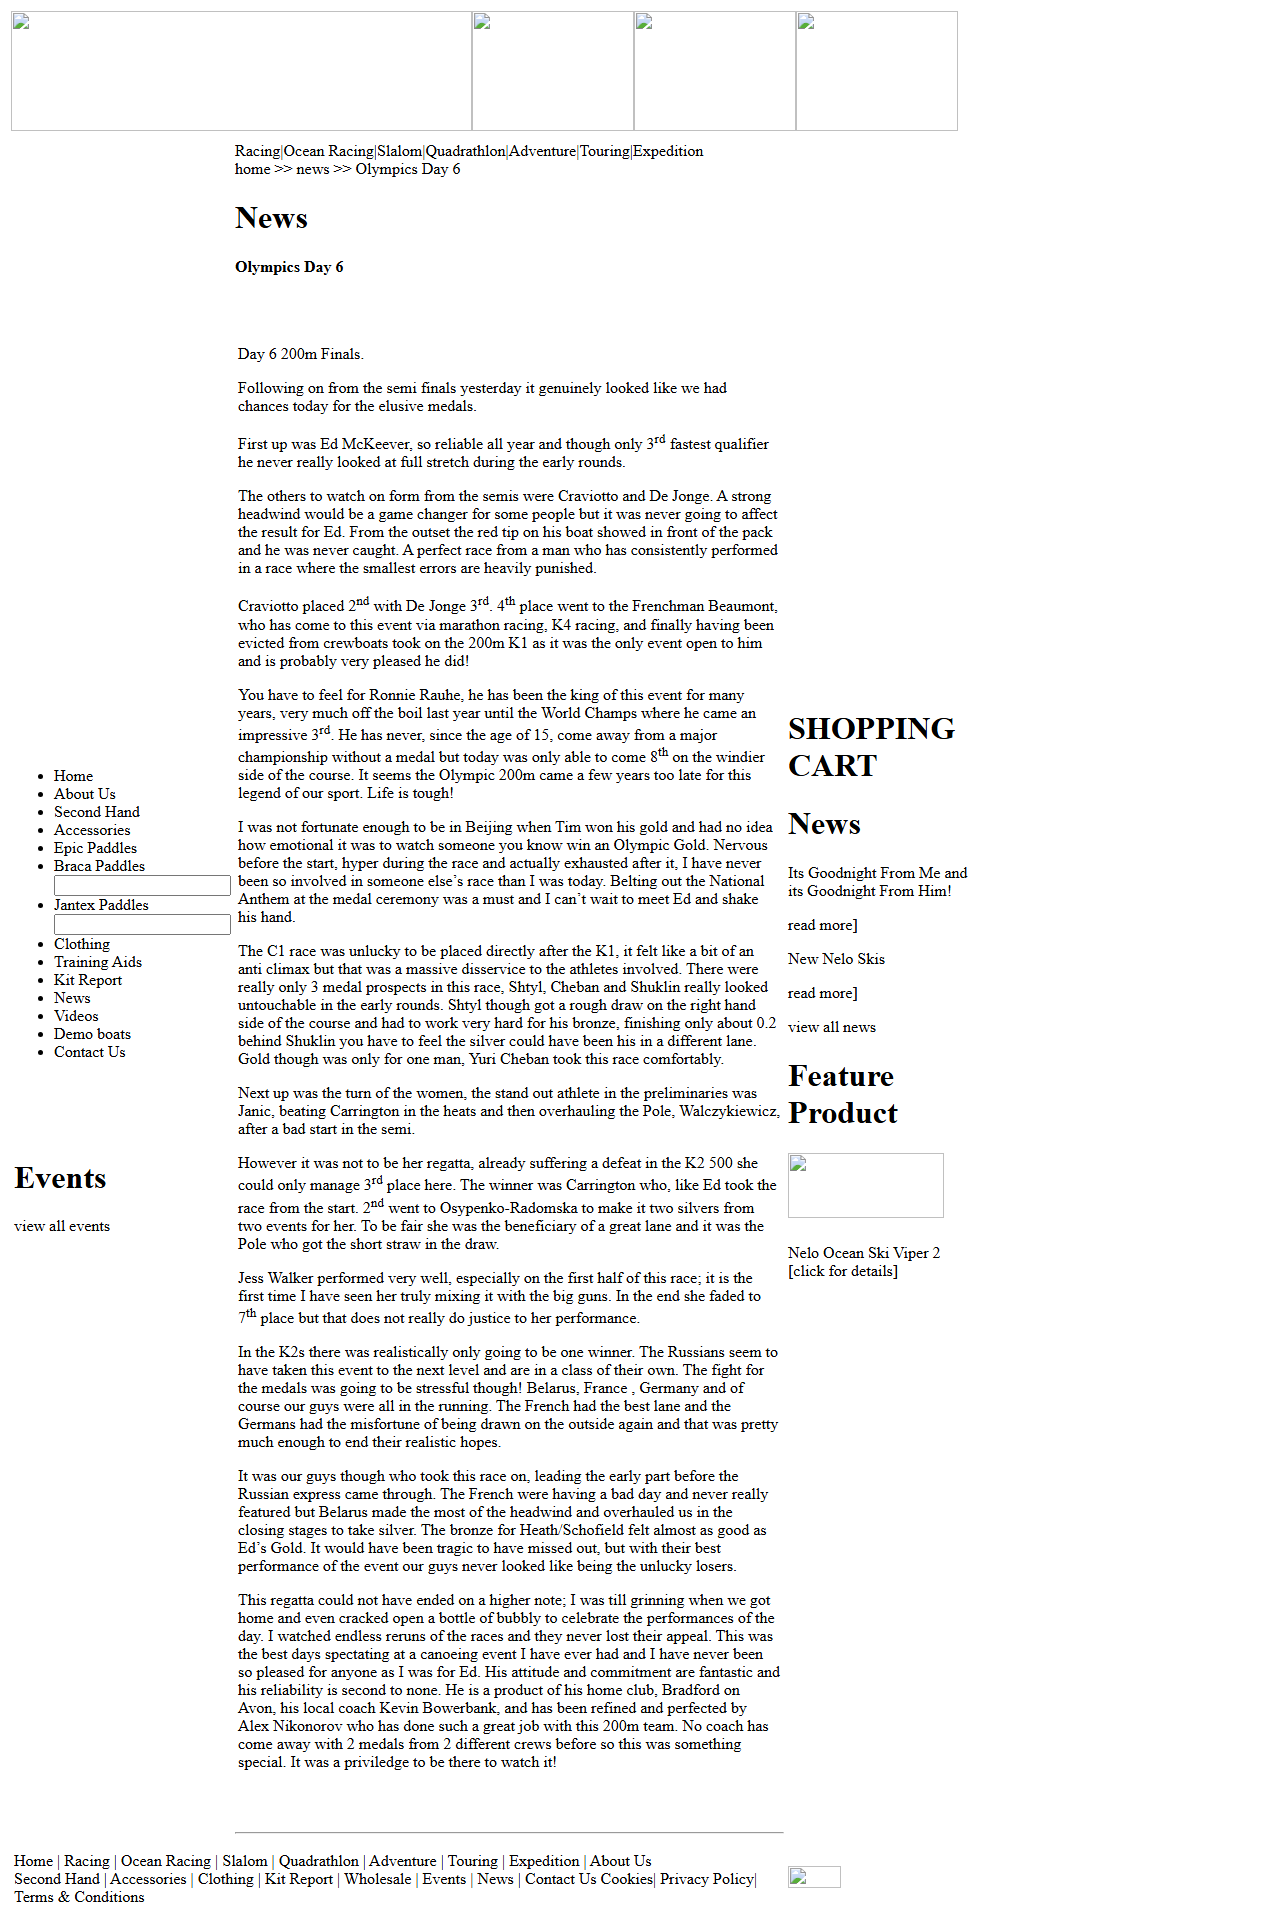 Racing|Ocean Racing|Slalom|Quadrathlon|Adventure|Touring|Expedition
home >> news >> Olympics Day 6
News
Olympics Day 6
Day 6 200m Finals.
Following on from the semi finals yesterday it genuinely looked like we had
chances today for the elusive medals.
First up was Ed McKeever, so reliable all year and though only 3rd fastest qualifier
he never really looked at full stretch during the early rounds.
The others to watch on form from the semis were Craviotto and De Jonge. A strong
headwind would be a game changer for some people but it was never going to affect
the result for Ed. From the outset the red tip on his boat showed in front of the pack
and he was never caught. A perfect race from a man who has consistently performed
in a race where the smallest errors are heavily punished.
Craviotto placed 2nd with De Jonge 3rd. 4th place went to the Frenchman Beaumont,
who has come to this event via marathon racing, K4 racing, and finally having been
evicted from crewboats took on the 200m K1 as it was the only event open to him
and is probably very pleased he did!
You have to feel for Ronnie Rauhe, he has been the king of this event for many
years, very much off the boil last year until the World Champs where he came an
impressive 3rd. He has never, since the age of 15, come away from a major
championship without a medal but today was only able to come 8th on the windier
side of the course. It seems the Olympic 200m came a few years too late for this
legend of our sport. Life is tough!
I was not fortunate enough to be in Beijing when Tim won his gold and had no idea
how emotional it was to watch someone you know win an Olympic Gold. Nervous
before the start, hyper during the race and actually exhausted after it, I have never
been so involved in someone else’s race than I was today. Belting out the National
Anthem at the medal ceremony was a must and I can’t wait to meet Ed and shake
his hand.
The C1 race was unlucky to be placed directly after the K1, it felt like a bit of an
anti climax but that was a massive disservice to the athletes involved. There were
really only 3 medal prospects in this race, Shtyl, Cheban and Shuklin really looked
untouchable in the early rounds. Shtyl though got a rough draw on the right hand
side of the course and had to work very hard for his bronze, finishing only about 0.2
behind Shuklin you have to feel the silver could have been his in a different lane.
Gold though was only for one man, Yuri Cheban took this race comfortably.
Next up was the turn of the women, the stand out athlete in the preliminaries was
Janic, beating Carrington in the heats and then overhauling the Pole, Walczykiewicz,
after a bad start in the semi.
However it was not to be her regatta, already suffering a defeat in the K2 500 she
could only manage 3rd place here. The winner was Carrington who, like Ed took the
race from the start. 2nd went to Osypenko-Radomska to make it two silvers from
two events for her. To be fair she was the beneficiary of a great lane and it was the
Pole who got the short straw in the draw.
Jess Walker performed very well, especially on the first half of this race; it is the
first time I have seen her truly mixing it with the big guns. In the end she faded to
7th place but that does not really do justice to her performance.
In the K2s there was realistically only going to be one winner. The Russians seem to
have taken this event to the next level and are in a class of their own. The fight for
the medals was going to be stressful though! Belarus, France , Germany and of
course our guys were all in the running. The French had the best lane and the
Germans had the misfortune of being drawn on the outside again and that was pretty
much enough to end their realistic hopes.
It was our guys though who took this race on, leading the early part before the
Russian express came through. The French were having a bad day and never really
featured but Belarus made the most of the headwind and overhauled us in the
closing stages to take silver. The bronze for Heath/Schofield felt almost as good as
Ed’s Gold. It would have been tragic to have missed out, but with their best
performance of the event our guys never looked like being the unlucky losers.
This regatta could not have ended on a higher note; I was till grinning when we got
home and even cracked open a bottle of bubbly to celebrate the performances of the
day. I watched endless reruns of the races and they never lost their appeal. This was
the best days spectating at a canoeing event I have ever had and I have never been
so pleased for anyone as I was for Ed. His attitude and commitment are fantastic and
his reliability is second to none. He is a product of his home club, Bradford on
Avon, his local coach Kevin Bowerbank, and has been refined and perfected by
Alex Nikonorov who has done such a great job with this 200m team. No coach has
come away with 2 medals from 2 different crews before so this was something
special. It was a priviledge to be there to watch it!
Home
About Us
Second Hand
Accessories
Epic Paddles
Braca Paddles
Jantex Paddles
Clothing
Training Aids
Kit Report
News
Videos
Demo boats
Contact Us
Events
view all events
SHOPPING
CART
News
Its Goodnight From Me and
its Goodnight From Him!
read more]
New Nelo Skis
read more]
view all news
Feature
Product
Nelo Ocean Ski Viper 2
[click for details]
Home | Racing | Ocean Racing | Slalom | Quadrathlon | Adventure | Touring | Expedition | About Us
Second Hand | Accessories | Clothing | Kit Report | Wholesale | Events | News | Contact Us Cookies| Privacy Policy|
Terms & Conditions